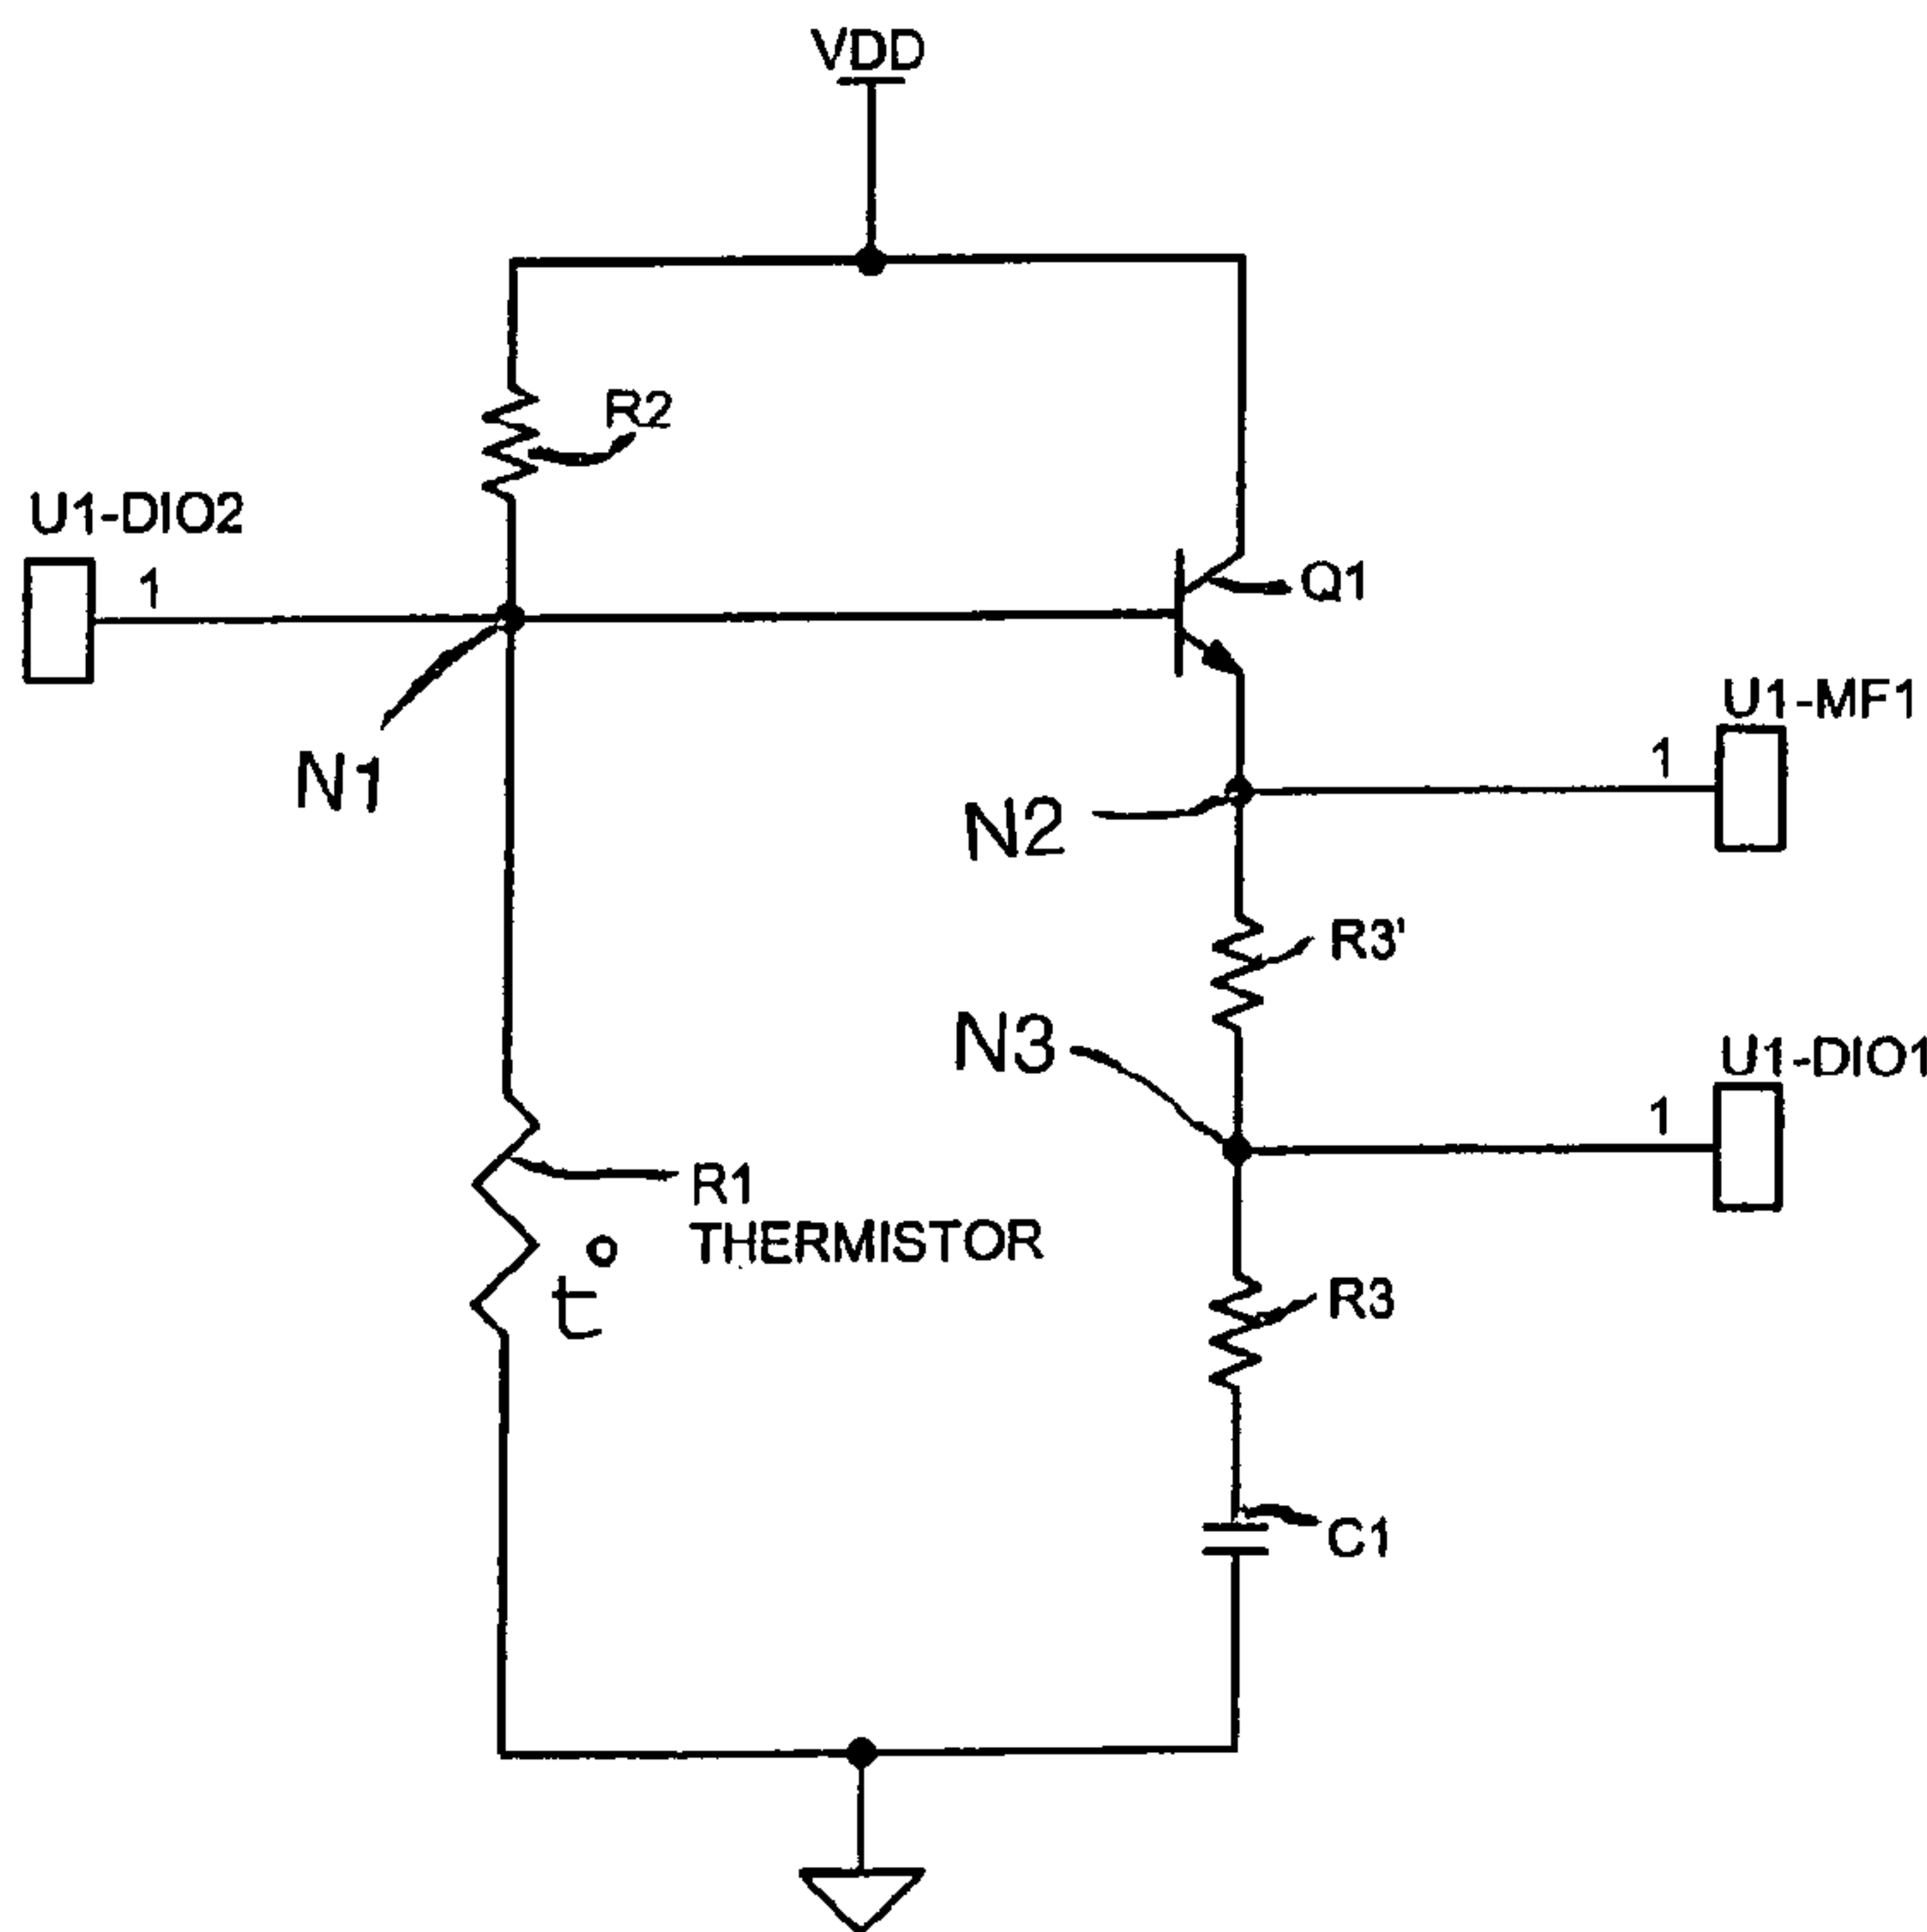 VDD
R2
U1-DIO2
1
Q1
U1-MF1
1
N1
N2
R3'
N3
U1-DIO1
1
R1
THERMISTOR
t°
R3
C1